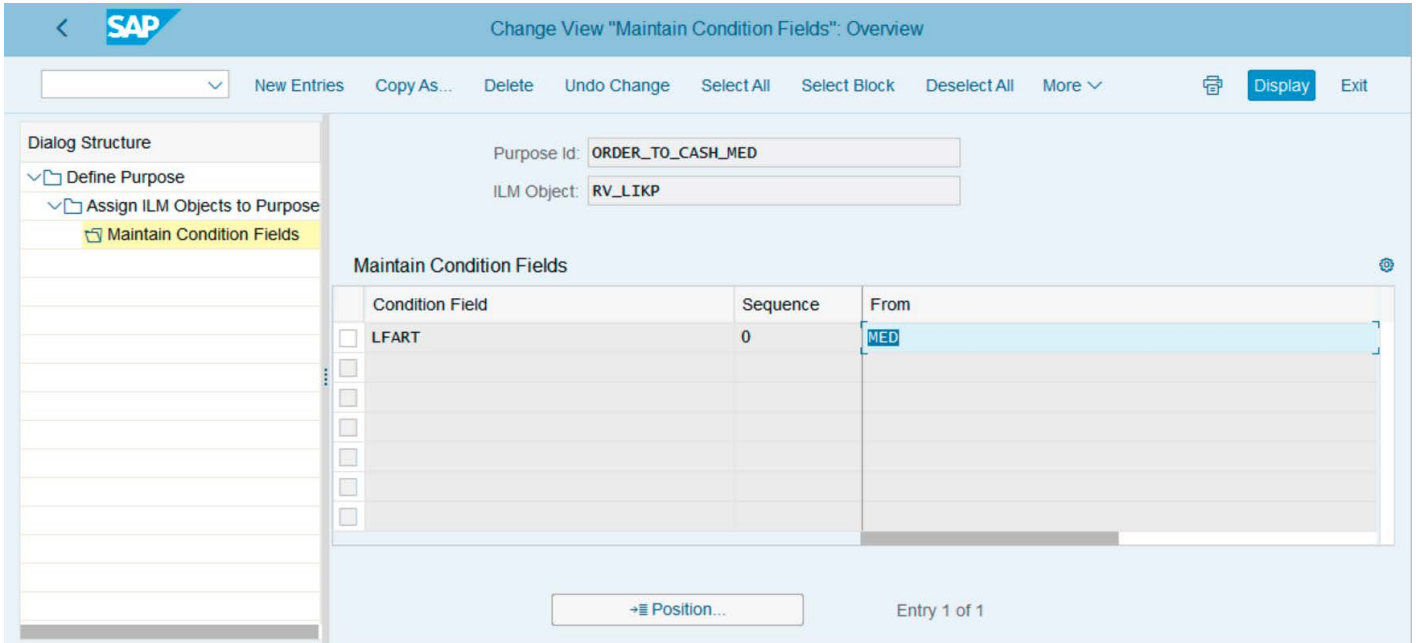 SAP
Change View "Maintain Condition Fields": Overview
New Entries Copy As... Delete Undo Change Select All Select Block Deselect All More Display Exit
Dialog Structure
Define Purpose
Assign ILM Objects to Purpose
Maintain Condition Fields
Purpose Id: ORDER_TO_CASH_MED
ILM Object: RV_LIKP
Maintain Condition Fields
Condition Field Sequence From
LFART 0 MED
Position...
Entry 1 of 1